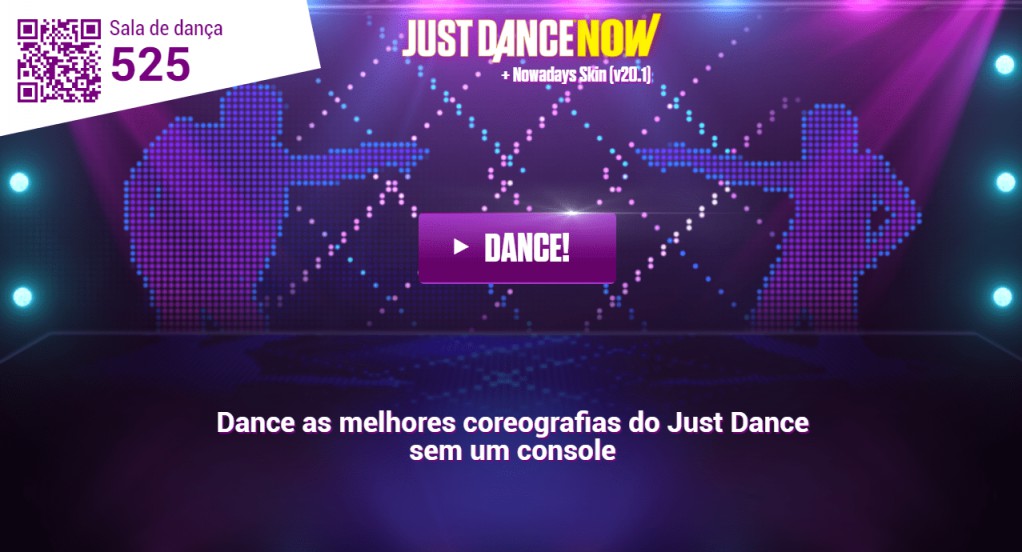 Sala de dança
525
JUST DANCE NOW
+ Nowadays Skin (v20.1)
DANCE!
Dance as melhores coreografias do Just Dance
sem um console